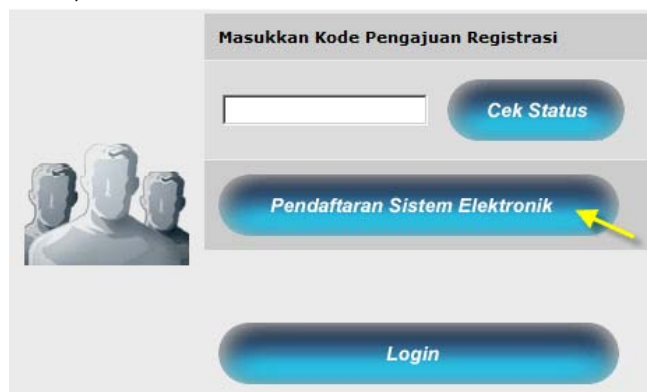 Masukkan Kode Pengajuan Registrasi
Cek Status
Pendaftaran Sistem Elektronik
Login